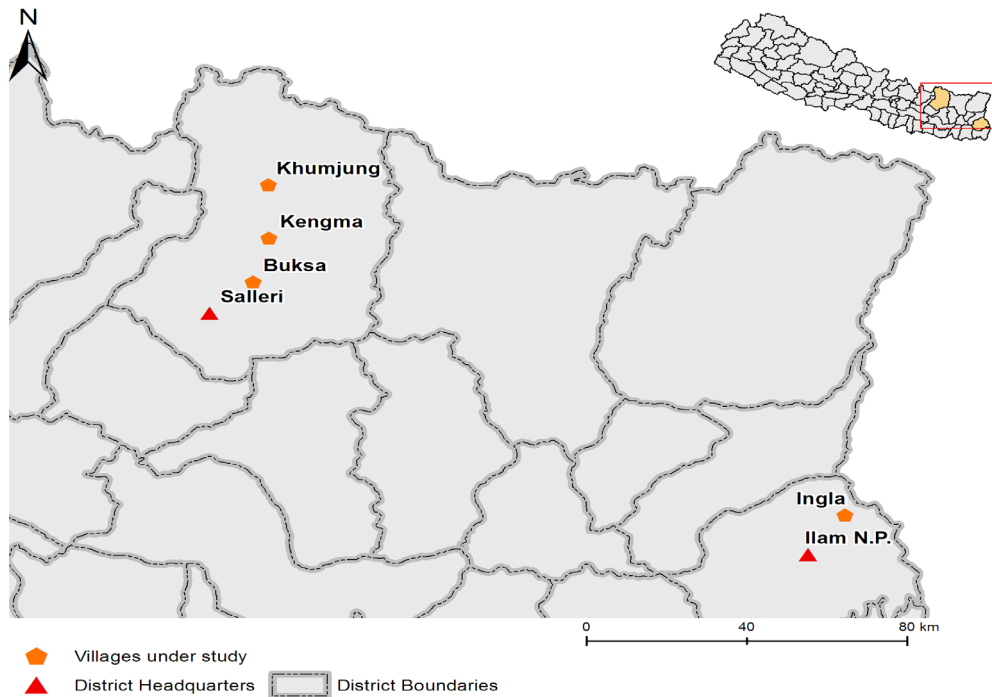 N
Khumjung
Kengma
Buksa
Salleri
Ingla
Ilam N.P.
0 40 80 km
Villages under study
District Headquarters District Boundaries